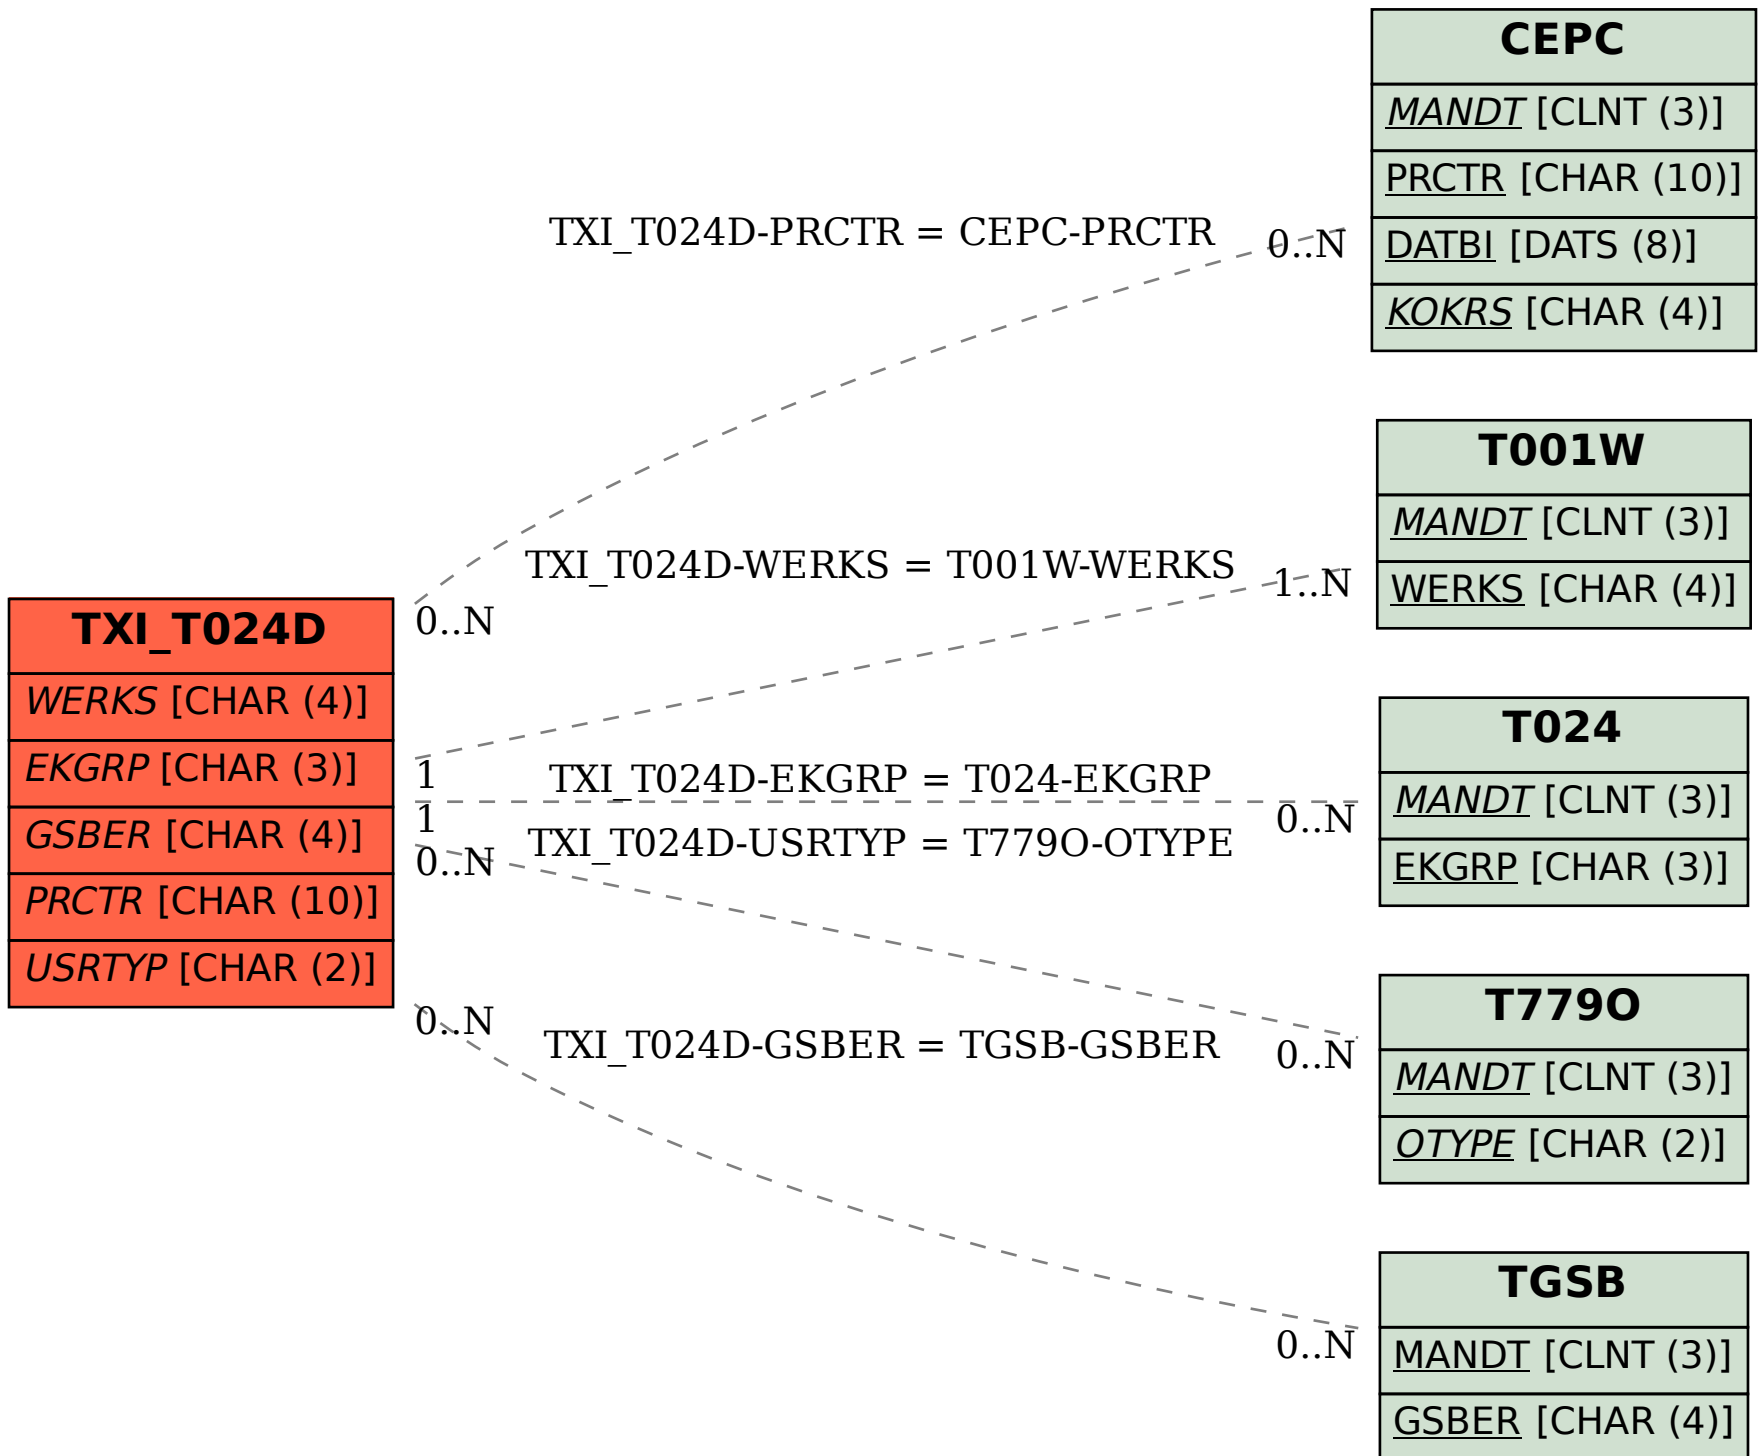 CEPC
MANDT [CLNT (3)]
PRCTR [CHAR (10)]
DATBI [DATS (8)]
KOKRS [CHAR (4)]
TXI_T024D-PRCTR = CEPC-PRCTR
0..N
0..N
T001W
MANDT [CLNT (3)]
WERKS [CHAR (4)]
TXI_T024D-WERKS = T001W-WERKS
1..N
1
TXI_T024D
WERKS [CHAR (4)]
EKGRP [CHAR (3)]
GSBER [CHAR (4)]
PRCTR [CHAR (10)]
USRTYP [CHAR (2)]
T024
MANDT [CLNT (3)]
EKGRP [CHAR (3)]
TXI_T024D-EKGRP = T024-EKGRP
1
0..N
TXI_T024D-USRTYP = T779O-OTYPE
0..N
0..N
T779O
MANDT [CLNT (3)]
OTYPE [CHAR (2)]
TXI_T024D-GSBER = TGSB-GSBER
0..N
0..N
TGSB
MANDT [CLNT (3)]
GSBER [CHAR (4)]